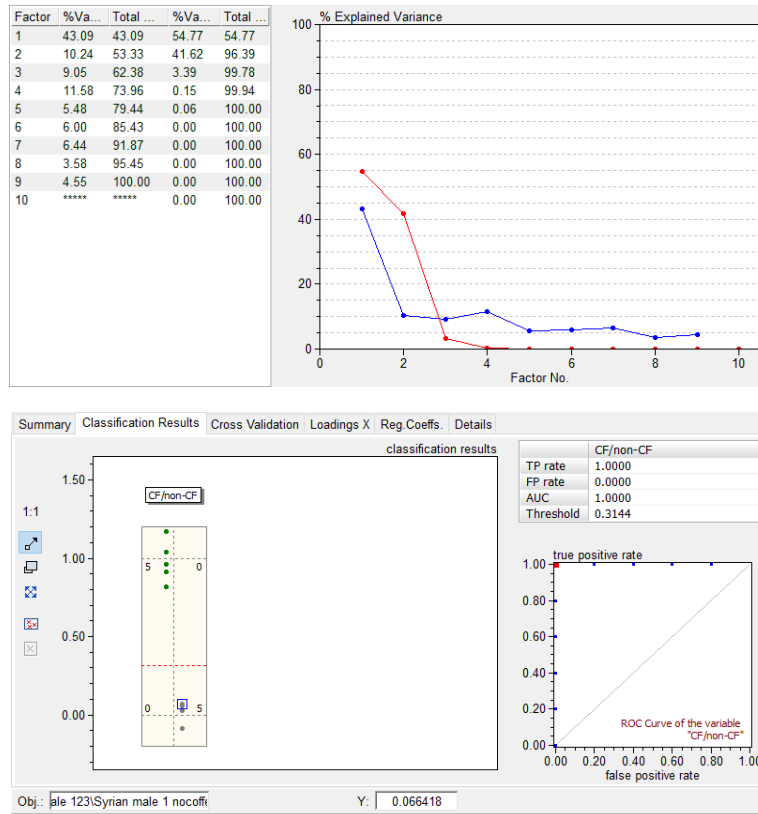 Factor %Va... Total ... %Va... Total ...
1 43.09 43.09 54.77 54.77
2 10.24 53.33 41.62 96.39
3 9.05 62.38 3.39 99.78
4 11.58 73.96 0.15 99.94
5 5.48 79.44 0.06 100.00
6 6.00 85.43 0.00 100.00
7 6.44 91.87 0.00 100.00
8 3.58 95.45 0.00 100.00
9 4.55 100.00 0.00 100.00
10 ***** ***** 0.00 100.00
% Explained Variance
100
80
60
40
20
0
0 2 4 6 8 10
Factor No.
Summary Classification Results Cross Validation Loadings X Reg.Coeffs. Details
classification results
1:1
1.50
1.00
0.50
0.00
CF/non-CF
5 0
0 5
CF/non-CF
TP rate 1.0000
FP rate 0.0000
AUC 1.0000
Threshold 0.3144
true positive rate
1.00
0.80
0.60
0.40
0.20
0.00
ROC Curve of the variable
"CF/non-CF"
0.00 0.20 0.40 0.60 0.80 1.00
false positive rate
Obj.: ale 123\Syrian male 1 nocoffe Y: 0.066418